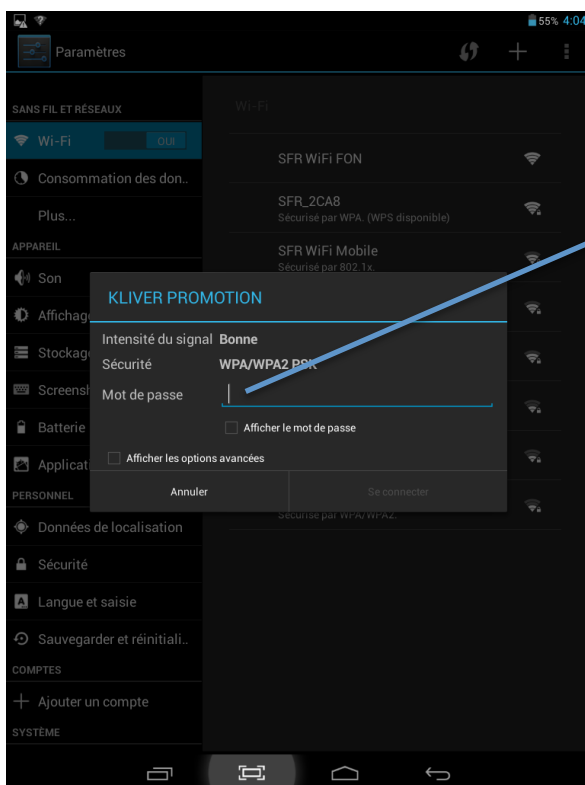 55% 4:04
Paramètres
SANS FIL ET RÉSEAUX
Wi-Fi
OUI
Consommation des don..
Plus...
APPAREIL
Son
Affichag
Stockag
Screensh
Batterie
Applicat
PERSONNEL
Données de localisation
Sécurité
Langue et saisie
Sauvegarder et réinitiali..
COMPTES
Ajouter un compte
SYSTÈME
Wi-Fi
SFR WiFi FON
SFR_2CA8
Sécurisé par WPA. (WPS disponible)
SFR WiFi Mobile
Sécurisé par 802.1x.
KLIVER PROMOTION
Intensité du signal Bonne
Sécurité WPA/WPA2 PSK
Mot de passe
Afficher le mot de passe
Afficher les options avancées
Annuler
Se connecter
Sécurisé par WPA/WPA2.